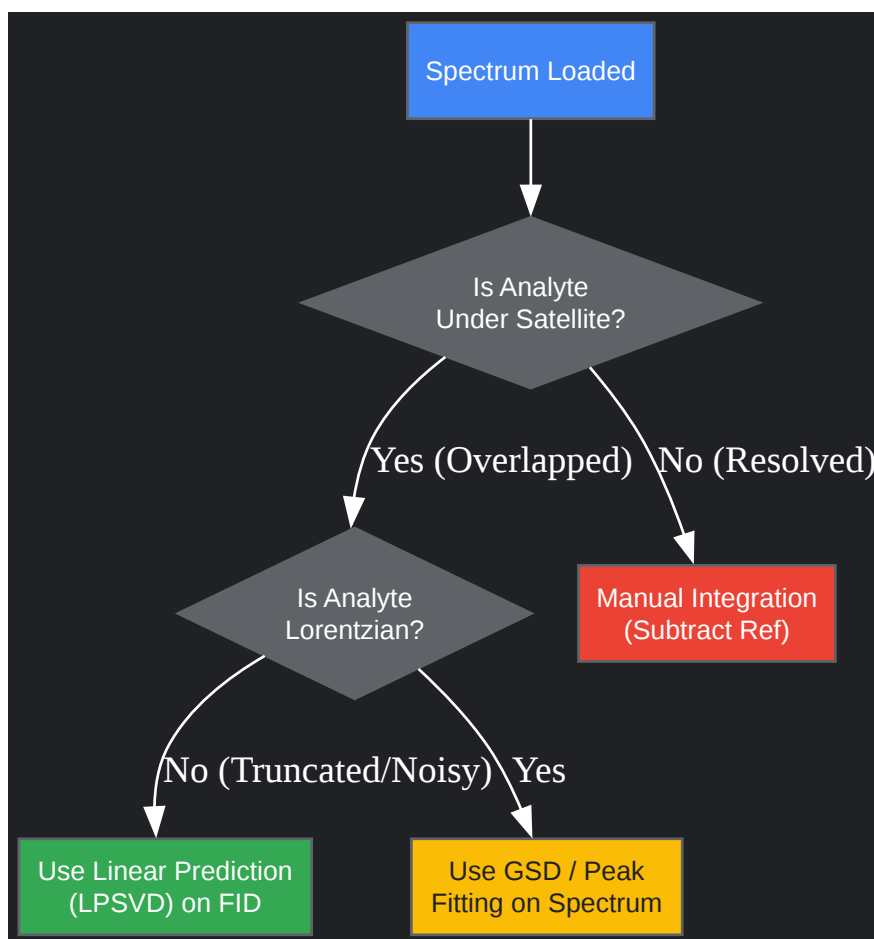 Spectrum Loaded
Is Analyte
Under Satellite?
Yes (Overlapped)
No (Resolved)
Is Analyte
Lorentzian?
Manual Integration
(Subtract Ref)
No (Truncated/Noisy)
Yes
Use Linear Prediction
(LPSVD) on FID
Use GSD / Peak
Fitting on Spectrum